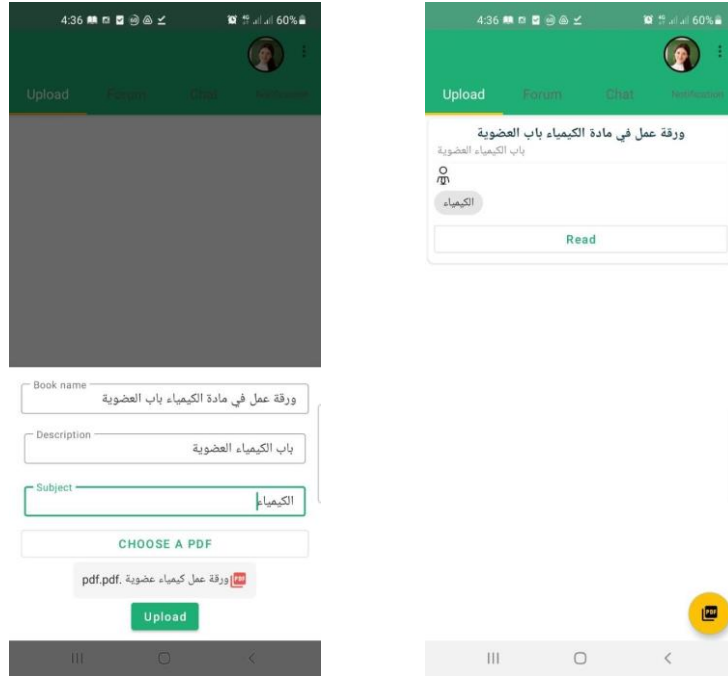 4:36
60%
Upload Forum Chat Notification
Book name
ورقة عمل في مادة الكيمياء باب العضوية
Description
باب الكيمياء العضوية
Subject
الكيمياء
CHOOSE A PDF
ورقة عمل كيمياء عضوية .pdf.pdf
Upload
4:36
60%
Upload Forum Chat Notification
ورقة عمل في مادة الكيمياء باب العضوية
باب الكيمياء العضوية
الكيمياء
Read
PDF